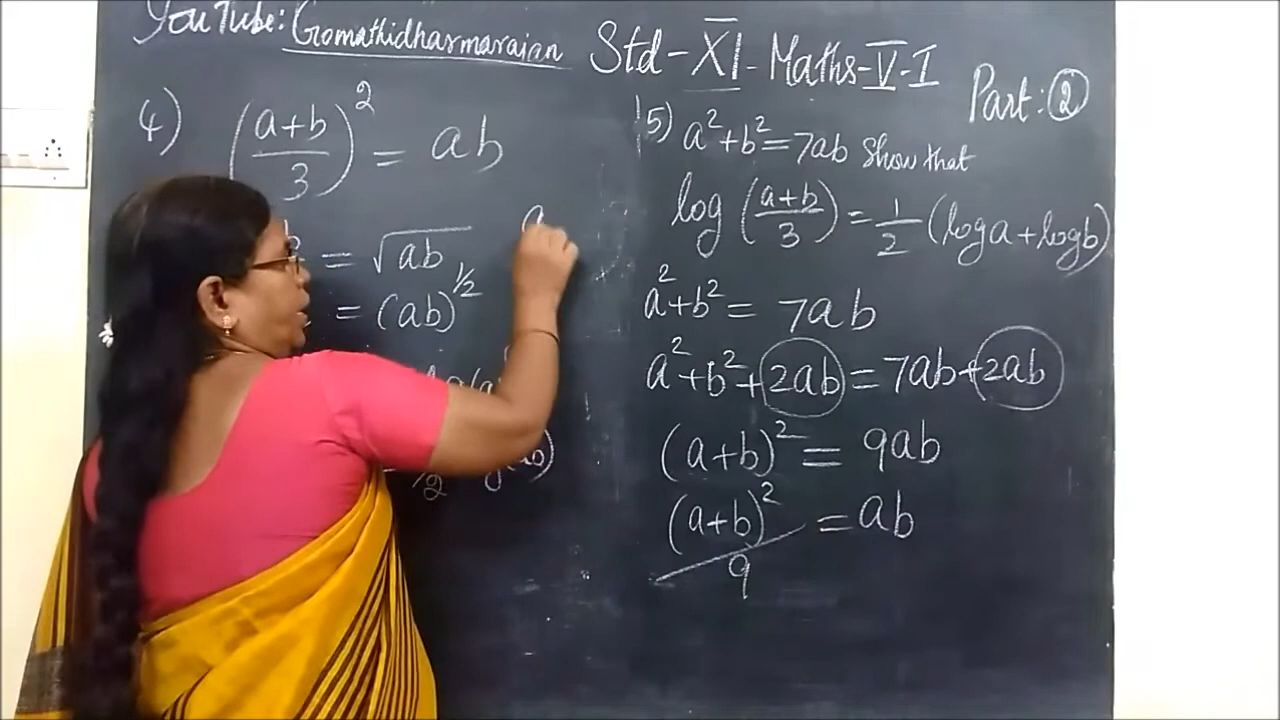 YouTube: Gomathidharmarajan
Std-XI-Maths-V-I
Part: 2
4) ((a+b)/3)² = ab
= √ab
= (ab)^1/2
15) a²+b²=7ab Show that
log ((a+b)/3) = 1/2 (log a + log b)
a²+b² = 7ab
a²+b²+2ab = 7ab+2ab
(a+b)² = 9ab
(a+b)²/9 = ab